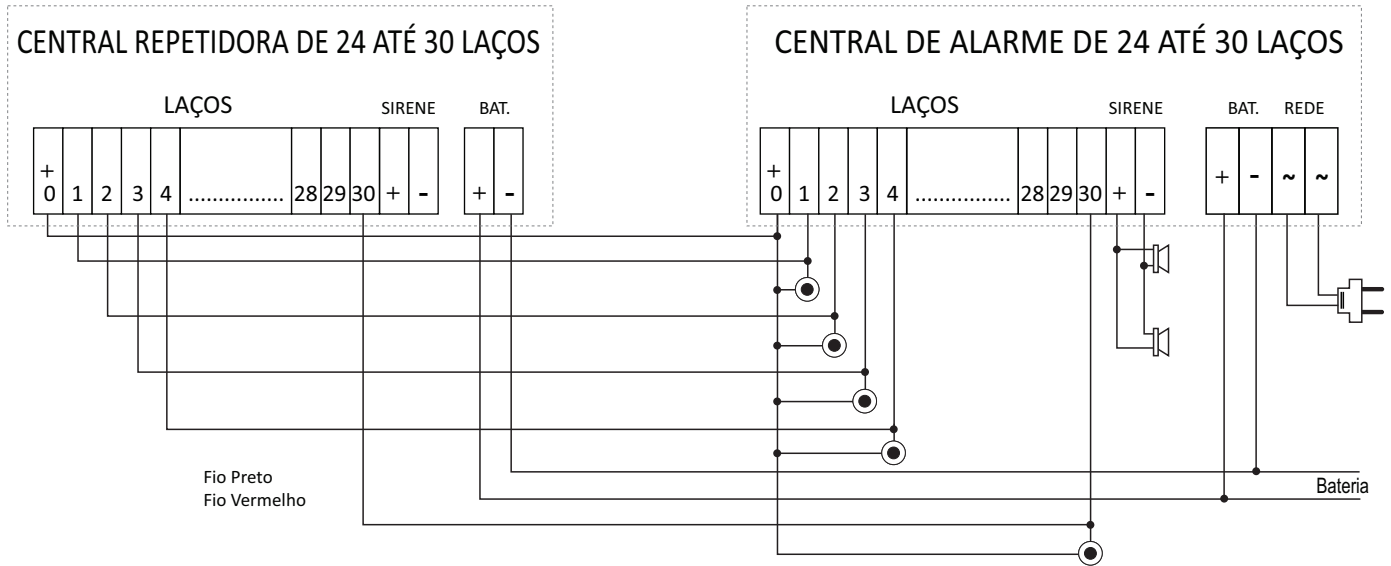 CENTRAL REPETIDORA DE 24 ATÉ 30 LAÇOS
LAÇOS SIRENE BAT.
+
0 1 2 3 4 ................ 28 29 30 + - + -
CENTRAL DE ALARME DE 24 ATÉ 30 LAÇOS
LAÇOS SIRENE BAT. REDE
+
0 1 2 3 4 ................ 28 29 30 + - + - ~ ~
Fio Preto
Fio Vermelho
Bateria